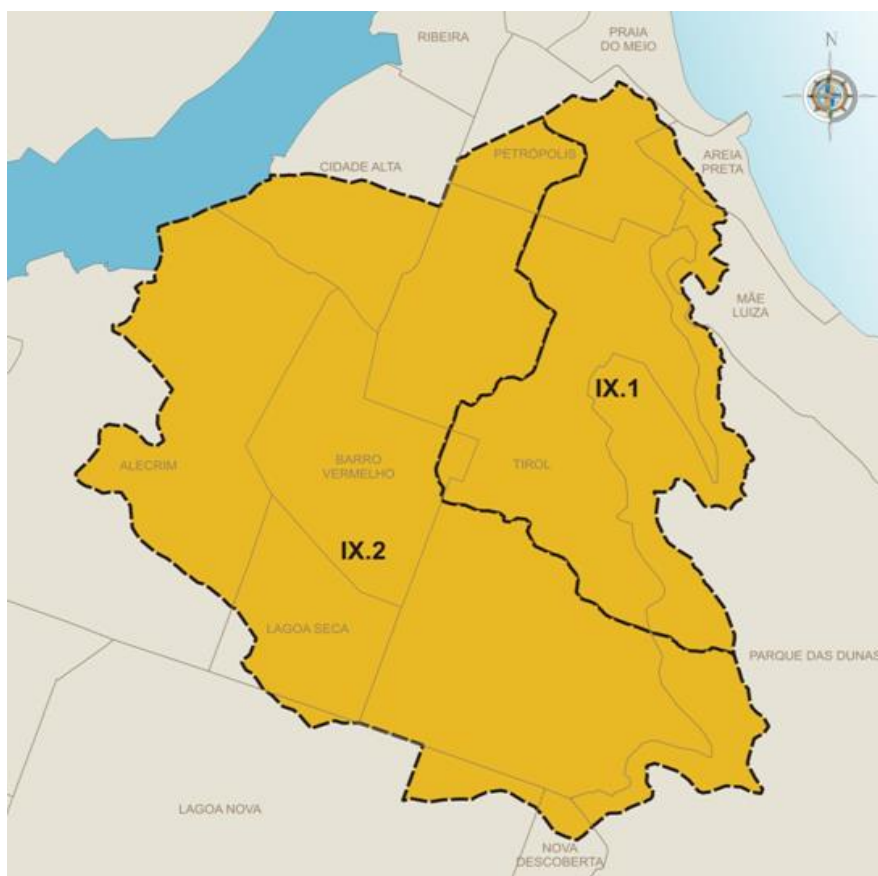 RIBEIRA
PRAIA
DO MEIO
N
CIDADE ALTA
PETRÓPOLIS
AREIA
PRETA
MÃE
LUIZA
IX.1
ALECRIM
BARRO
VERMELHO
TIROL
IX.2
LAGOA SECA
PARQUE DAS DUNAS
LAGOA NOVA
NOVA
DESCOBERTA